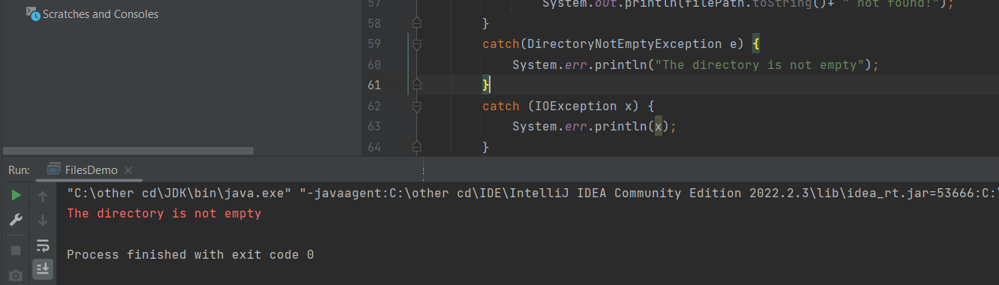 Scratches and Consoles
57 System.out.println(filePath.toString()+ " not found!");
58 }
59 catch(DirectoryNotEmptyException e) {
60 System.err.println("The directory is not empty");
61 }
62 catch (IOException x) {
63 System.err.println(x);
64 }
Run: FilesDemo
"C:\other cd\JDK\bin\java.exe" "-javaagent:C:\other cd\IDE\IntelliJ IDEA Community Edition 2022.2.3\lib\idea_rt.jar=53666:C:\
The directory is not empty
Process finished with exit code 0